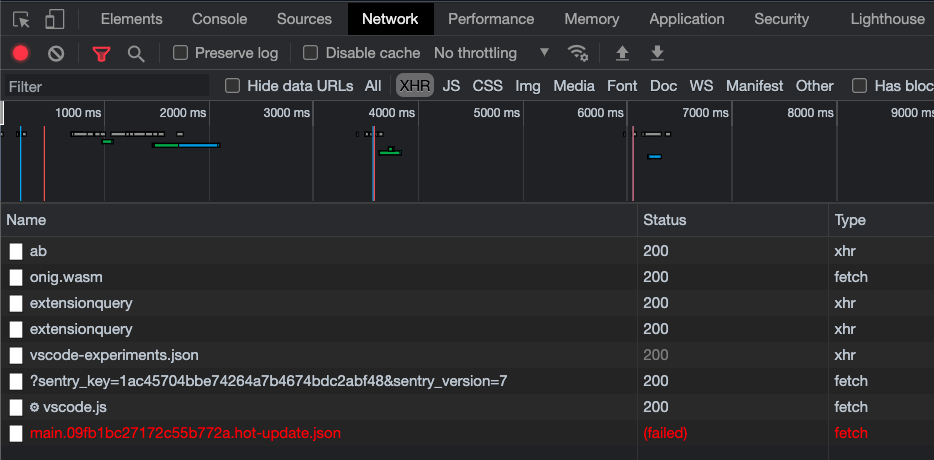 Elements Console Sources Network Performance Memory Application Security Lighthouse
Preserve log Disable cache No throttling
Filter Hide data URLs All XHR JS CSS Img Media Font Doc WS Manifest Other Has bloc
1000 ms 2000 ms 3000 ms 4000 ms 5000 ms 6000 ms 7000 ms 8000 ms 9000 ms
Name Status Type
ab 200 xhr
onig.wasm 200 fetch
extensionquery 200 xhr
extensionquery 200 xhr
vscode-experiments.json 200 xhr
?sentry_key=1ac45704bbe74264a7b4674bdc2abf48&sentry_version=7 200 fetch
⚙ vscode.js 200 fetch
main.09fb1bc27172c55b772a.hot-update.json (failed) fetch